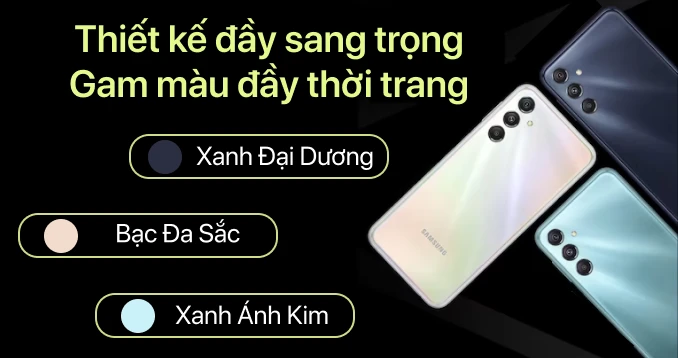 Thiết kế đầy sang trọng
Gam màu đầy thời trang
Xanh Đại Dương
Bạc Đa Sắc
Xanh Ánh Kim
SAMSUNG